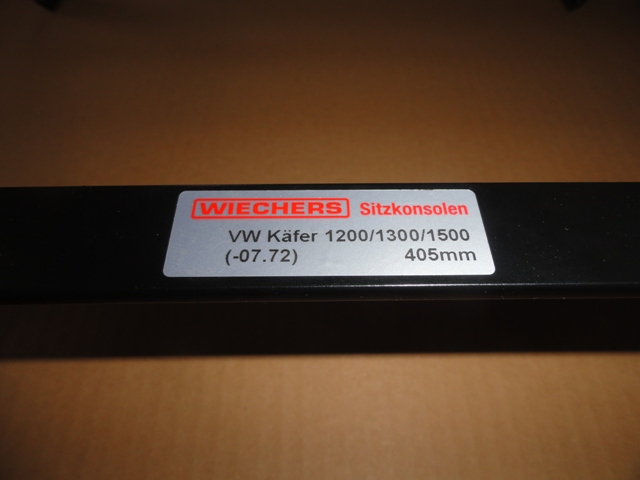 WIECHERS Sitzkonsolen
VW Käfer 1200/1300/1500
(-07.72) 405mm